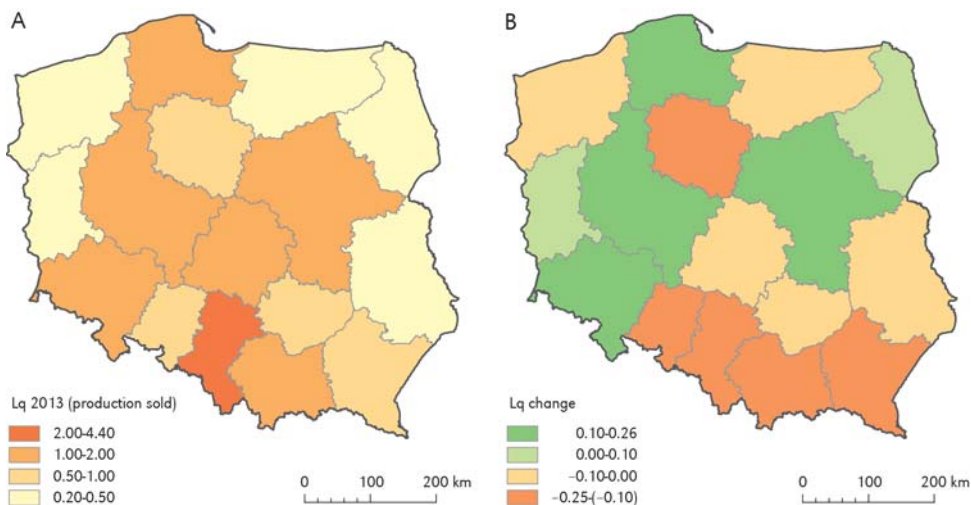 A
B
Lq 2013 (production sold)
2.00-4.40
1.00-2.00
0.50-1.00
0.20-0.50
0 100 200 km
Lq change
0.10-0.26
0.00-0.10
−0.10-0.00
−0.25-(−0.10)
0 100 200 km